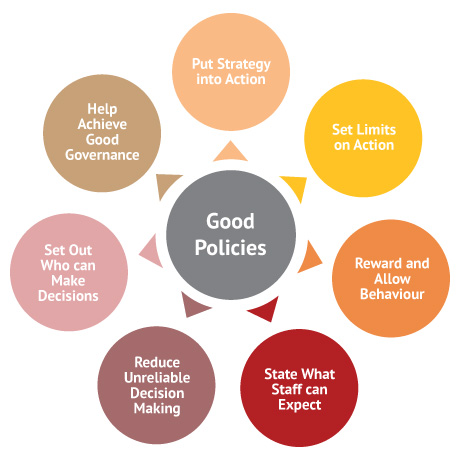 Put Strategy
into Action
Set Limits
on Action
Reward and
Allow
Behaviour
State What
Staff can
Expect
Reduce
Unreliable
Decision
Making
Set Out
Who can
Make
Decisions
Help
Achieve
Good
Governance
Good
Policies